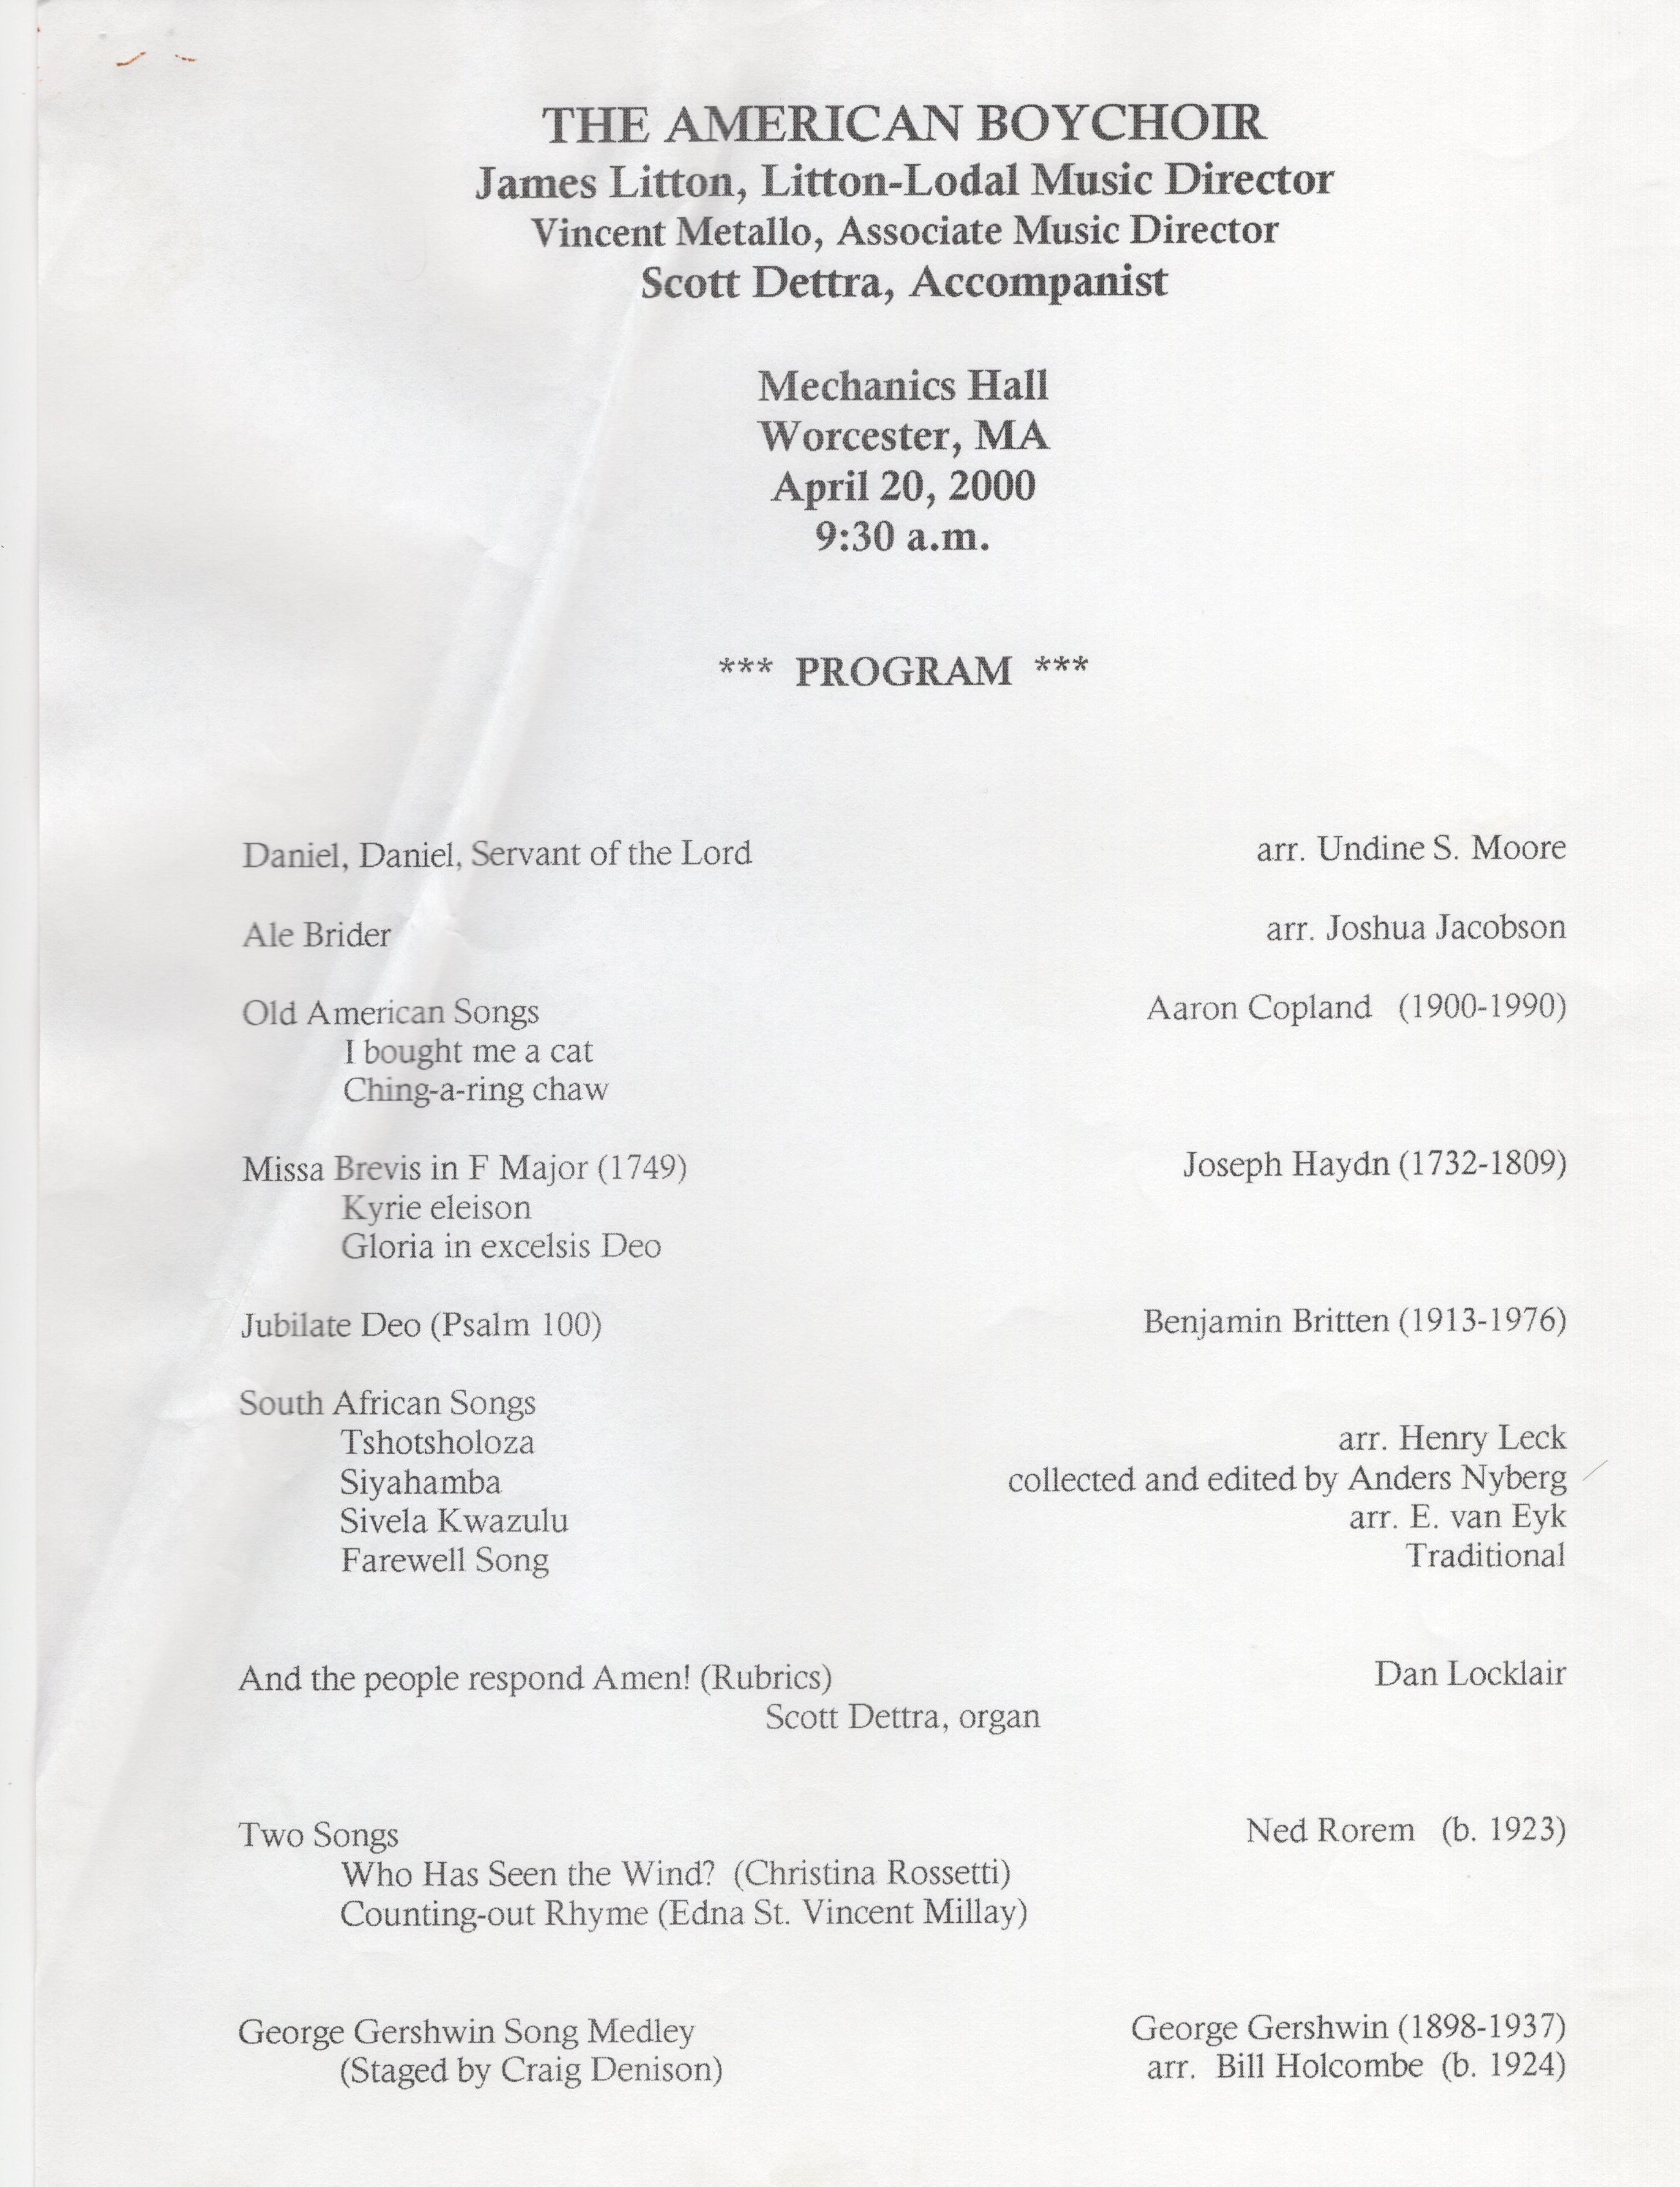 THE AMERICAN BOYCHOIR
James Litton, Litton-Lodal Music Director
Vincent Metallo, Associate Music Director
Scott Dettra, Accompanist
Mechanics Hall
Worcester, MA
April 20, 2000
9:30 a.m.
*** PROGRAM ***
Daniel, Daniel, Servant of the Lord arr. Undine S. Moore
Ale Brider arr. Joshua Jacobson
Old American Songs Aaron Copland (1900-1990)
I bought me a cat
Ching-a-ring chaw
Missa Brevis in F Major (1749) Joseph Haydn (1732-1809)
Kyrie eleison
Gloria in excelsis Deo
Jubilate Deo (Psalm 100) Benjamin Britten (1913-1976)
South African Songs
Tshotsholoza arr. Henry Leck
Siyahamba collected and edited by Anders Nyberg
Sivela Kwazulu arr. E. van Eyk
Farewell Song Traditional
And the people respond Amen! (Rubrics) Dan Locklair
Scott Dettra, organ
Two Songs Ned Rorem (b. 1923)
Who Has Seen the Wind? (Christina Rossetti)
Counting-out Rhyme (Edna St. Vincent Millay)
George Gershwin Song Medley George Gershwin (1898-1937)
(Staged by Craig Denison) arr. Bill Holcombe (b. 1924)